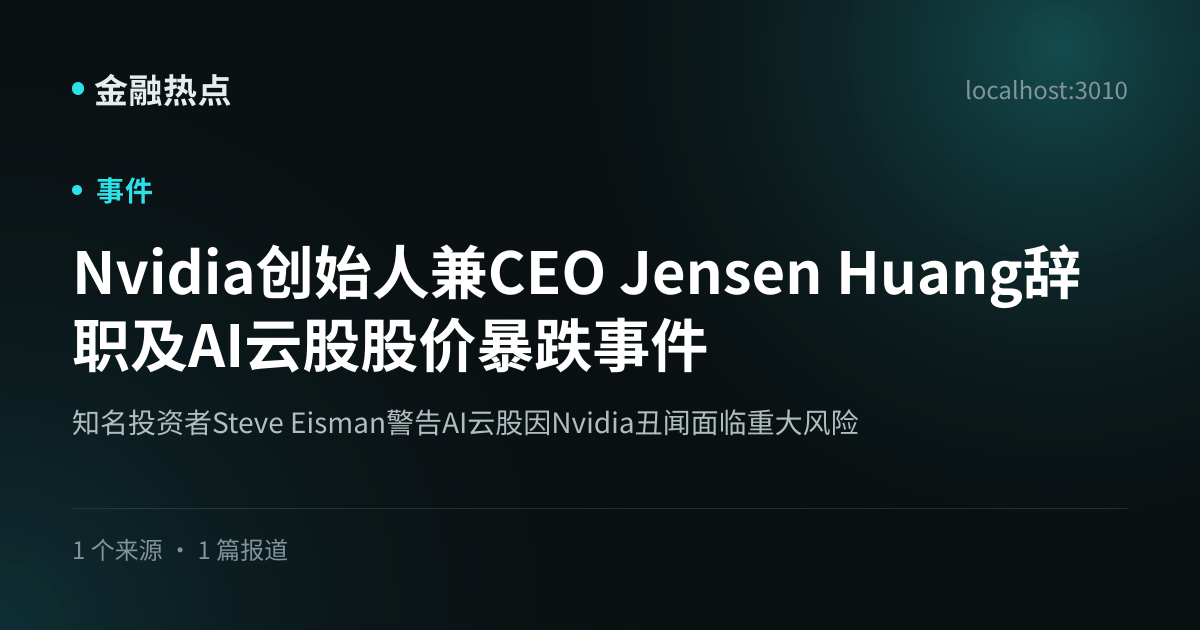 金融热点
localhost:3010
事件
Nvidia创始人兼CEO Jensen Huang辞
职及AI云股股价暴跌事件
知名投资者Steve Eisman警告AI云股因Nvidia丑闻面临重大风险
1 个来源 · 1 篇报道